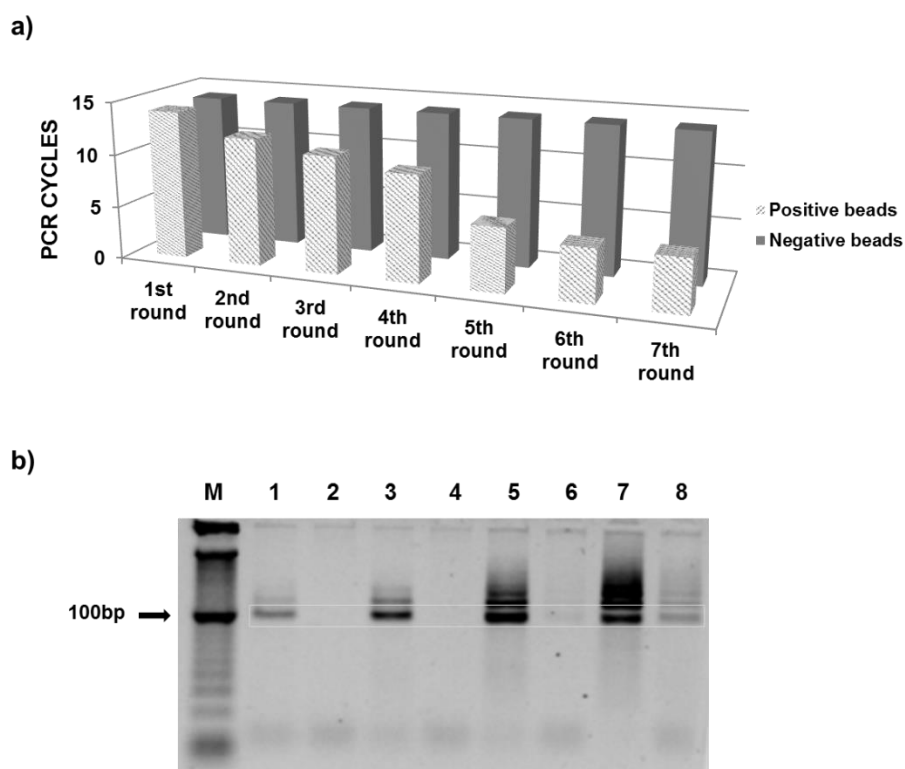 a)
PCR CYCLES
15
10
5
0
1st
round
2nd
round
3rd
round
4th
round
5th
round
6th
round
7th
round
Positive beads
Negative beads
b)
M 1 2 3 4 5 6 7 8
100bp